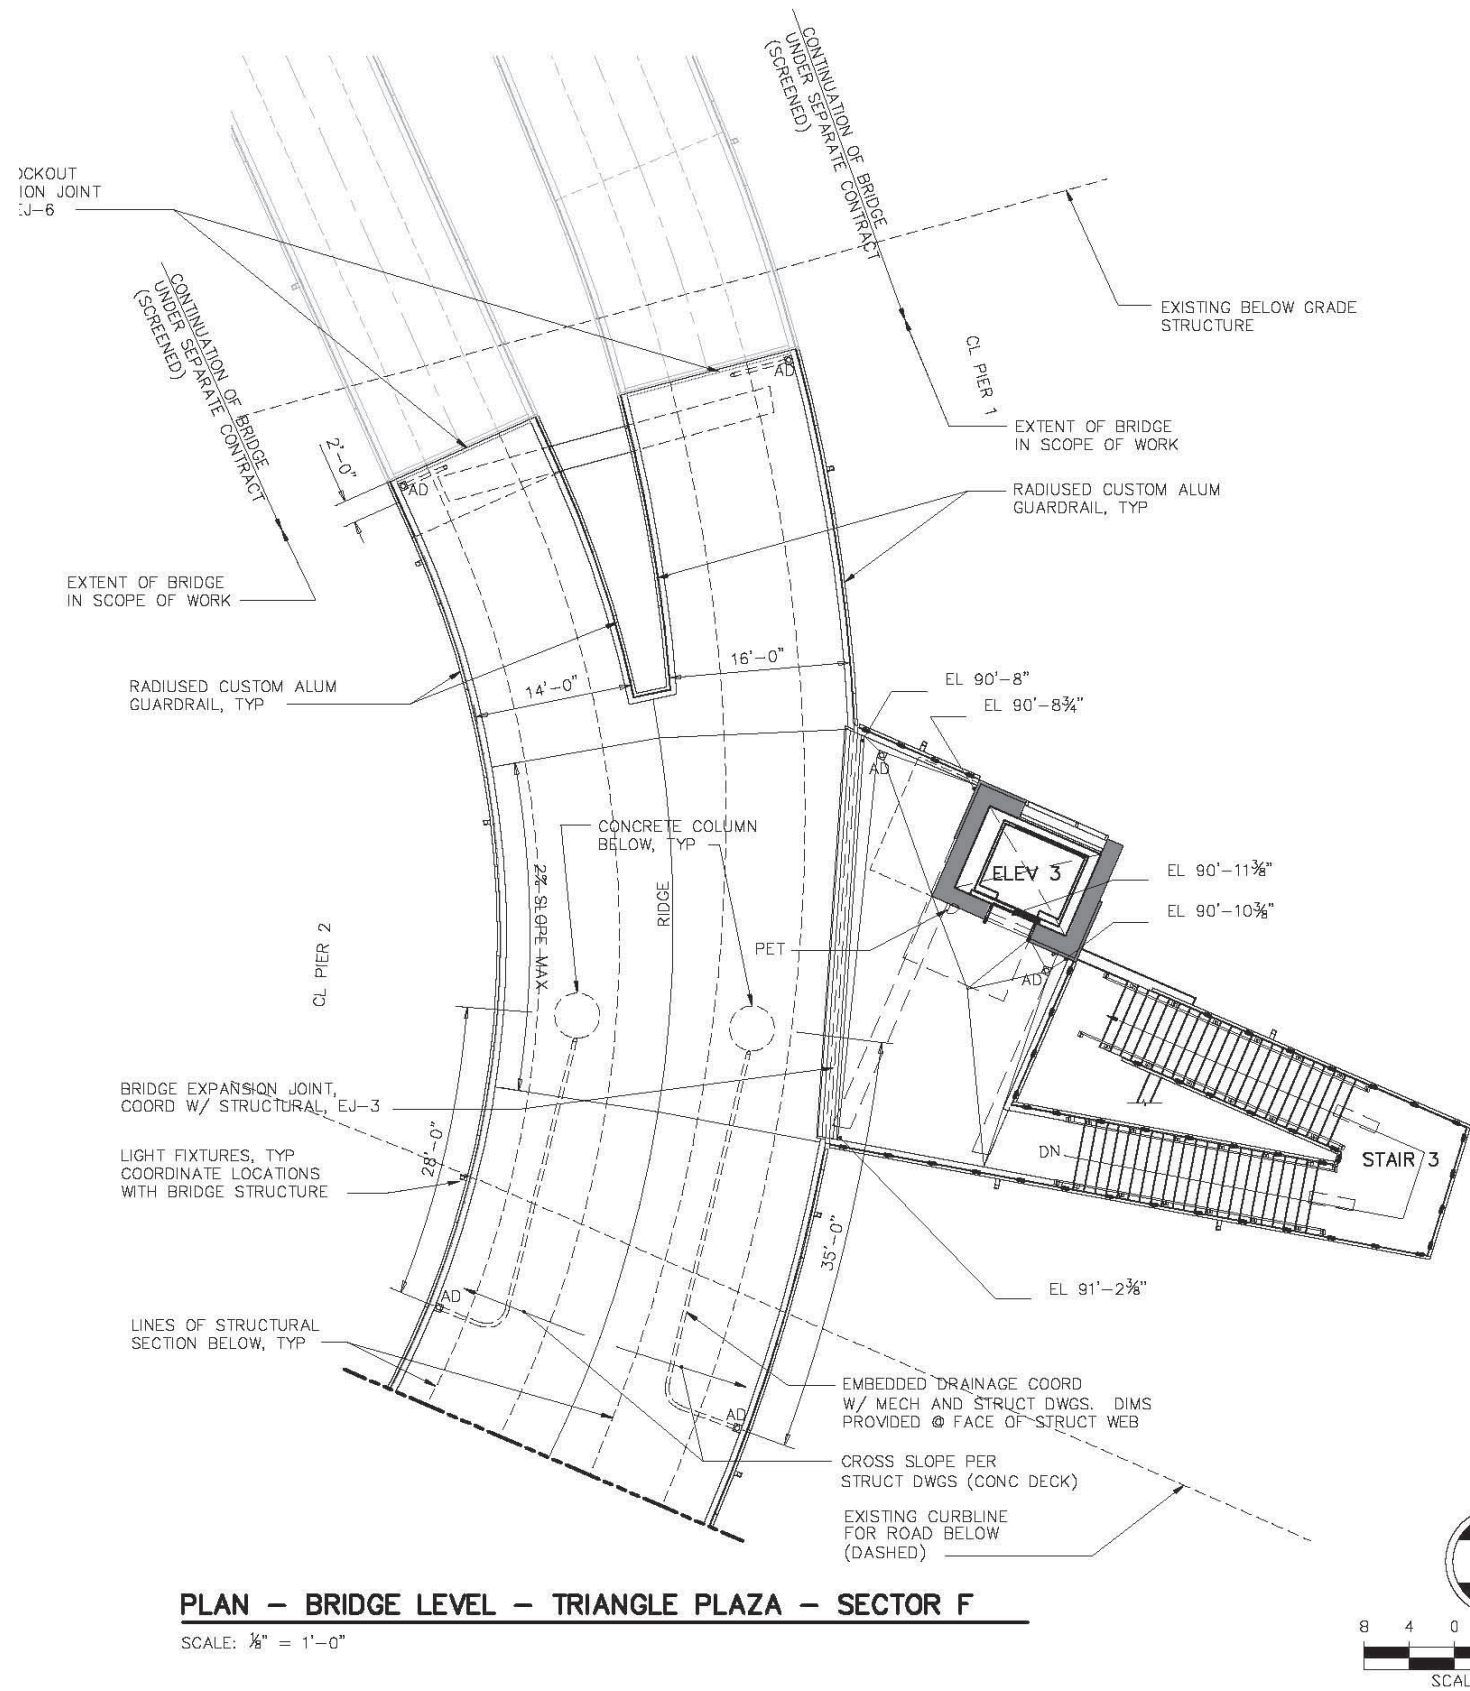 CONTINUATION OF BRIDGE
UNDER SEPARATE CONTRACT
(SCREENED)
ION JOINT
EXISTING BELOW GRADE
STRUCTURE
CONTINUATION OF BRIDGE
UNDER SEPARATE CONTRACT
(SCREENED)
CL PIER 1
AD
EXTENT OF BRIDGE
IN SCOPE OF WORK
2'-0"
AD
RADIUSED CUSTOM ALUM
GUARDRAIL, TYP
EXTENT OF BRIDGE
IN SCOPE OF WORK
16'-0"
14'-0"
RADIUSED CUSTOM ALUM
GUARDRAIL, TYP
EL 90'-8"
EL 90'-8¾"
AD
CONCRETE COLUMN
BELOW, TYP
2% SLOPE MAX
RIDGE
ELEV 3
EL 90'-11⅜"
EL 90'-10⅜"
PET
AD
CL PIER 2
BRIDGE EXPANSION JOINT,
COORD W/ STRUCTURAL, EJ-3
28'-0"
LIGHT FIXTURES, TYP
COORDINATE LOCATIONS
WITH BRIDGE STRUCTURE
DN
STAIR 3
35'-0"
EL 91'-2⅜"
AD
LINES OF STRUCTURAL
SECTION BELOW, TYP
EMBEDDED DRAINAGE COORD
W/ MECH AND STRUCT DWGS. DIMS
PROVIDED @ FACE OF STRUCT WEB
AD
CROSS SLOPE PER
STRUCT DWGS (CONC DECK)
EXISTING CURBLINE
FOR ROAD BELOW
(DASHED)
PLAN - BRIDGE LEVEL - TRIANGLE PLAZA - SECTOR F
SCALE: ⅛" = 1'-0"
8 4 0